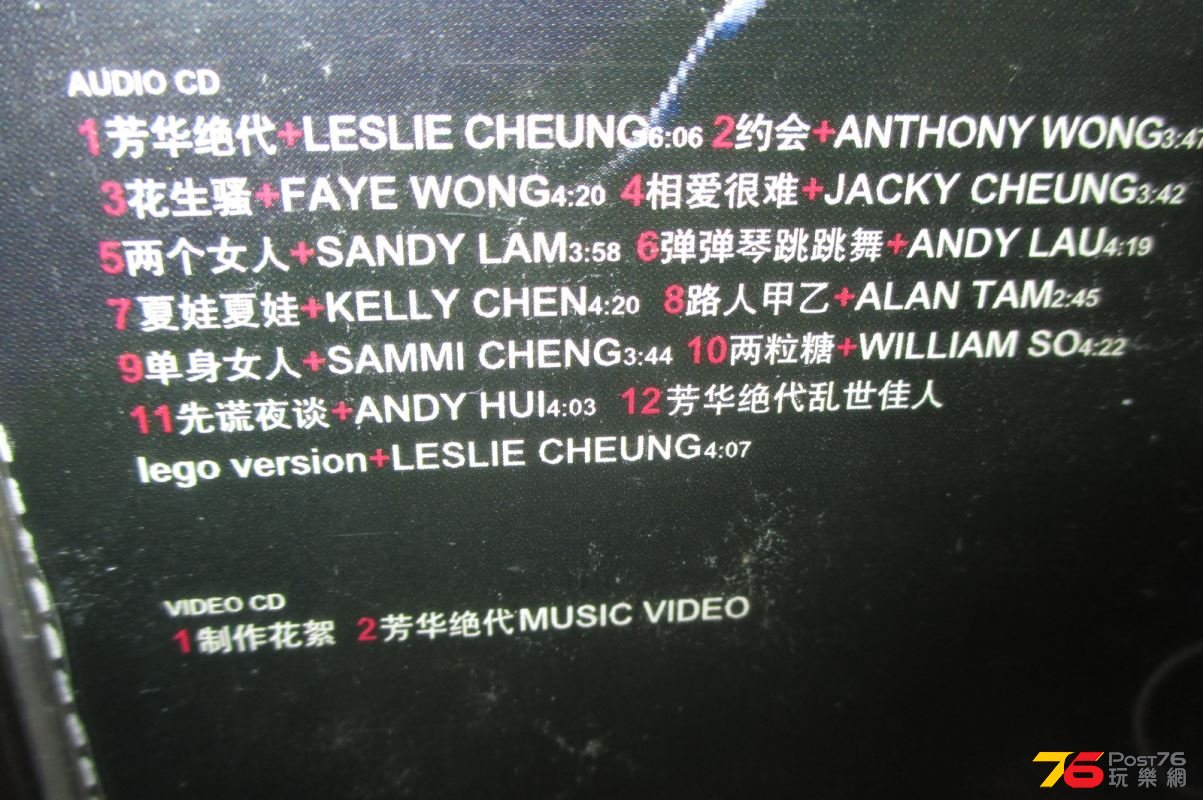 AUDIO CD
1芳华绝代+LESLIE CHEUNG6:06 2约会+ANTHONY WONG3:47
3花生骚+FAYE WONG4:20 4相爱很难+JACKY CHEUNG3:42
5两个女人+SANDY LAM3:58 6弹弹琴跳跳舞+ANDY LAU4:19
7夏娃夏娃+KELLY CHEN4:20 8路人甲乙+ALAN TAM2:45
9单身女人+SAMMI CHENG3:44 10两粒糖+WILLIAM SO4:22
11先谎夜谈+ANDY HUI4:03 12芳华绝代乱世佳人
lego version+LESLIE CHEUNG4:07
VIDEO CD
1制作花絮 2芳华绝代MUSIC VIDEO
76 Post76
玩樂網